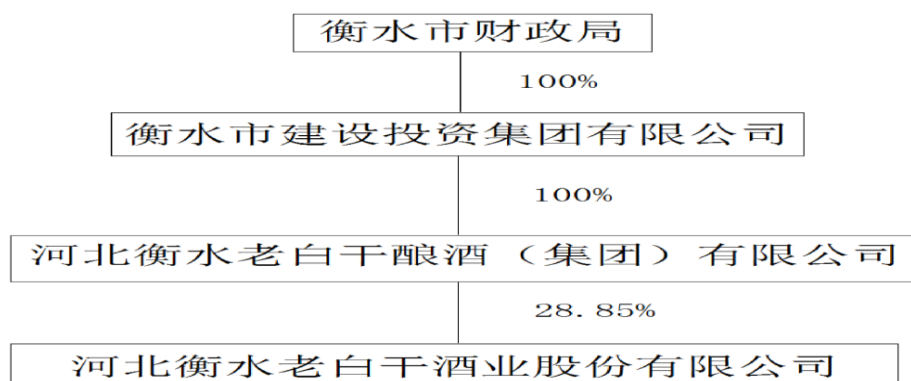 衡水市财政局
100%
衡水市建设投资集团有限公司
100%
河北衡水老白干酿酒（集团）有限公司
28.85%
河北衡水老白干酒业股份有限公司